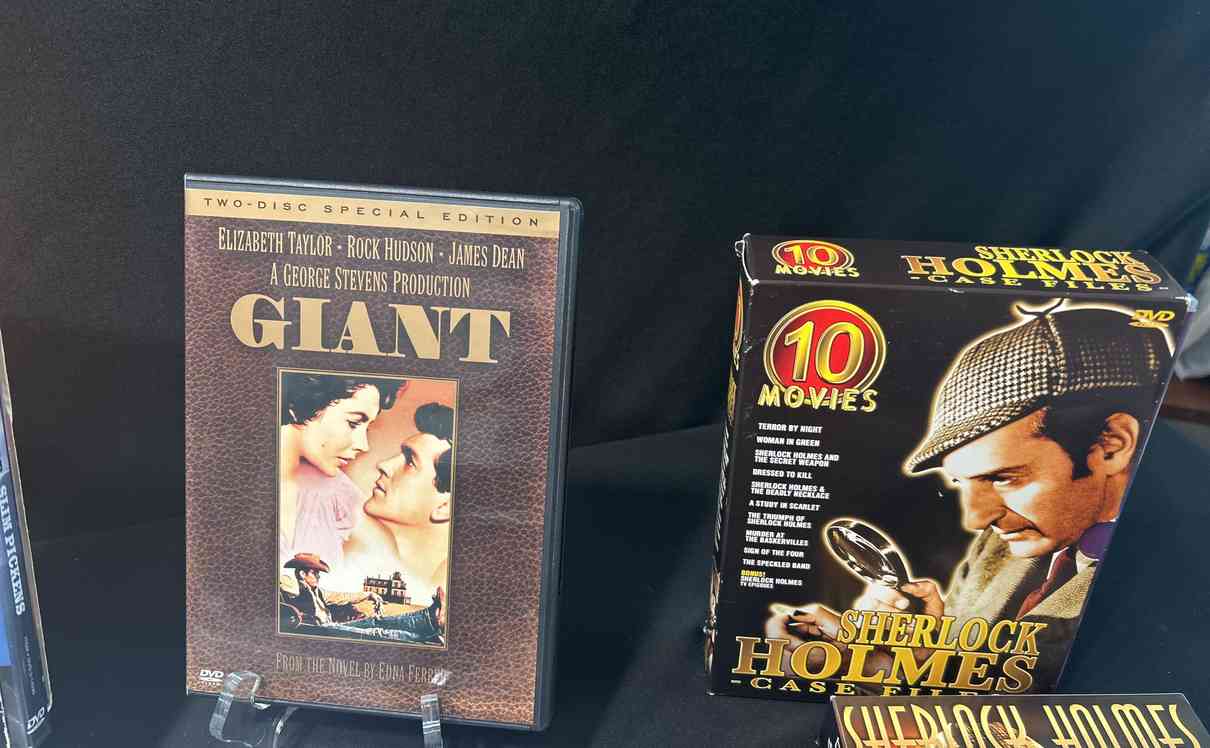 SLIM PICKENS
DVD
TWO-DISC SPECIAL EDITION
ELIZABETH TAYLOR · ROCK HUDSON · JAMES DEAN
A GEORGE STEVENS PRODUCTION
GIANT
FROM THE NOVEL BY EDNA FERBER
DVD
10
MOVIES
SHERLOCK
HOLMES
- CASE FILES -
DVD
10
MOVIES
TERROR BY NIGHT
WOMAN IN GREEN
SHERLOCK HOLMES AND
THE SECRET WEAPON
DRESSED TO KILL
SHERLOCK HOLMES &
THE DEADLY NECKLACE
A STUDY IN SCARLET
THE TRIUMPH OF
SHERLOCK HOLMES
MURDER AT
THE BASKERVILLES
SIGN OF THE FOUR
THE SPECKLED BAND
BONUS!
SHERLOCK HOLMES
TV EPISODES
SHERLOCK
HOLMES
- CASE FILES
SHERLOCK HOLMES